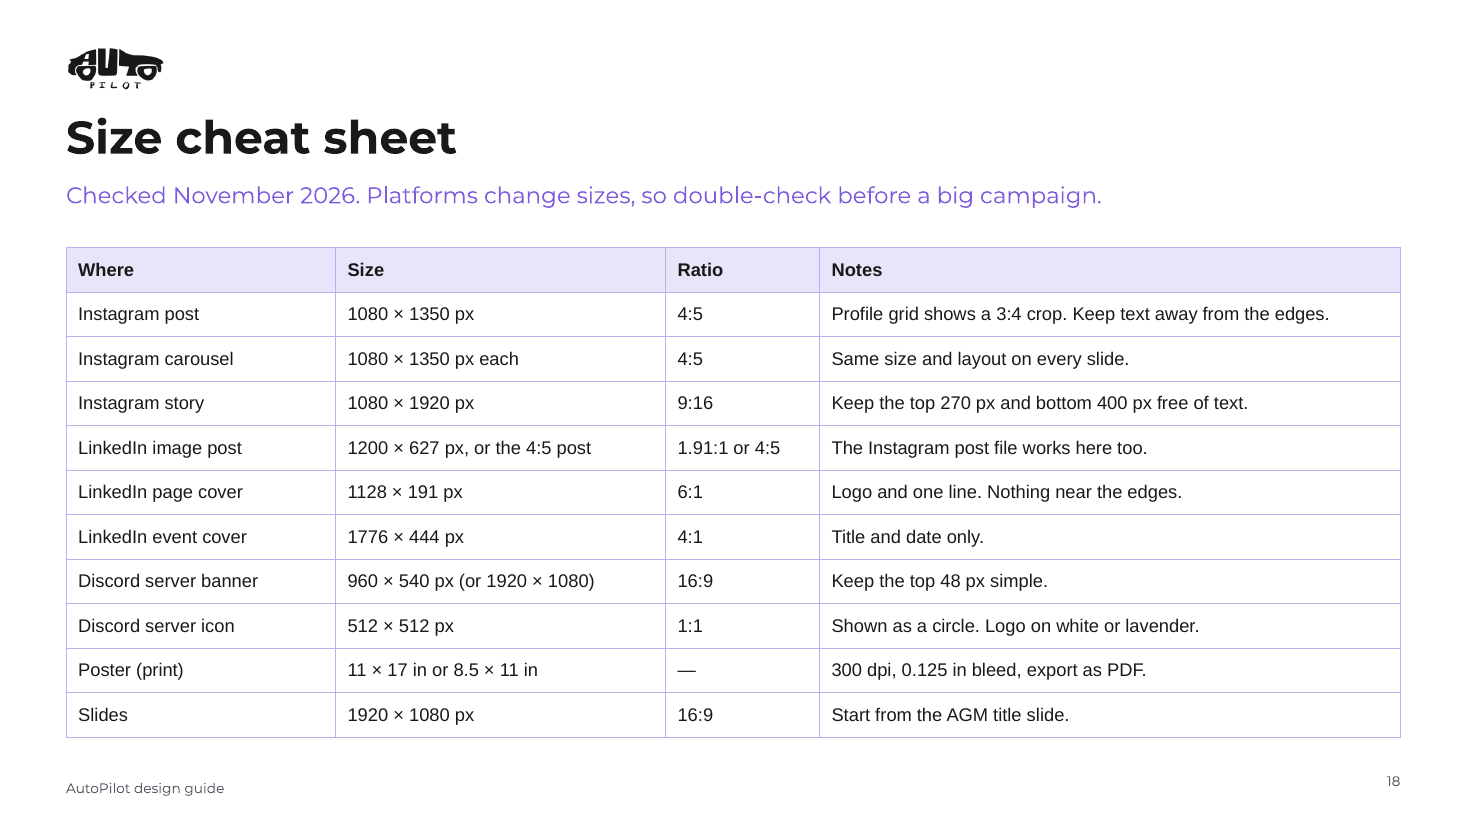 AUTO
PILOT
Size cheat sheet
Checked November 2026. Platforms change sizes, so double-check before a big campaign.
Where Size Ratio Notes
Instagram post 1080 × 1350 px 4:5 Profile grid shows a 3:4 crop. Keep text away from the edges.
Instagram carousel 1080 × 1350 px each 4:5 Same size and layout on every slide.
Instagram story 1080 × 1920 px 9:16 Keep the top 270 px and bottom 400 px free of text.
LinkedIn image post 1200 × 627 px, or the 4:5 post 1.91:1 or 4:5 The Instagram post file works here too.
LinkedIn page cover 1128 × 191 px 6:1 Logo and one line. Nothing near the edges.
LinkedIn event cover 1776 × 444 px 4:1 Title and date only.
Discord server banner 960 × 540 px (or 1920 × 1080) 16:9 Keep the top 48 px simple.
Discord server icon 512 × 512 px 1:1 Shown as a circle. Logo on white or lavender.
Poster (print) 11 × 17 in or 8.5 × 11 in — 300 dpi, 0.125 in bleed, export as PDF.
Slides 1920 × 1080 px 16:9 Start from the AGM title slide.
AutoPilot design guide 18